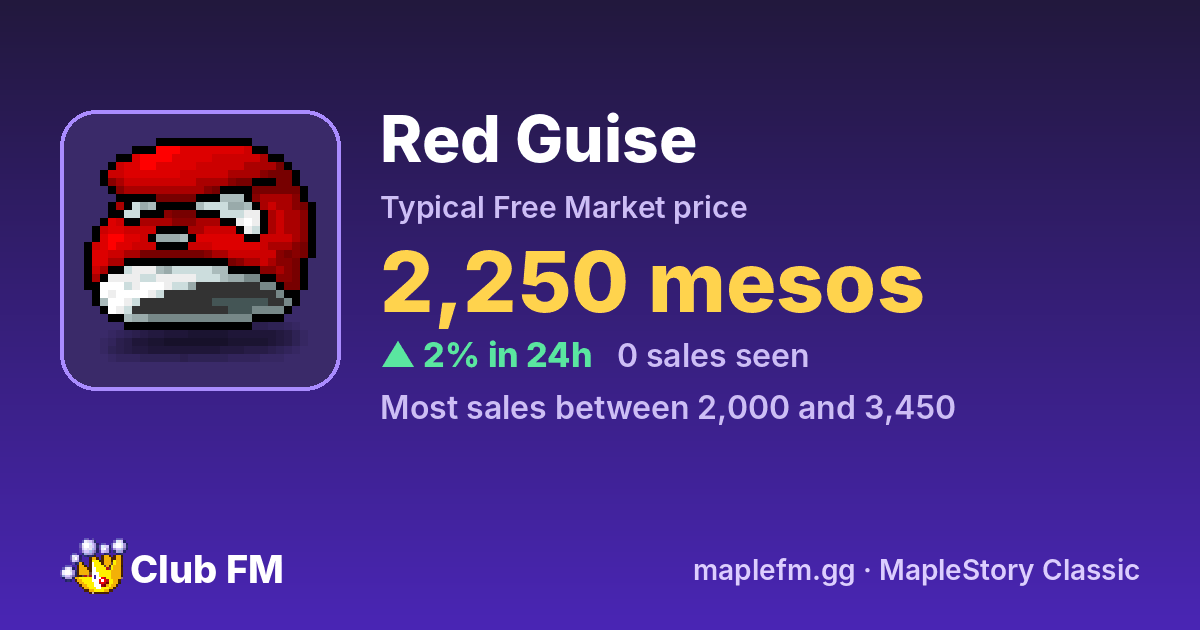 Red Guise
Typical Free Market price
2,250 mesos
▲ 2% in 24h 0 sales seen
Most sales between 2,000 and 3,450
Club FM
maplefm.gg · MapleStory Classic